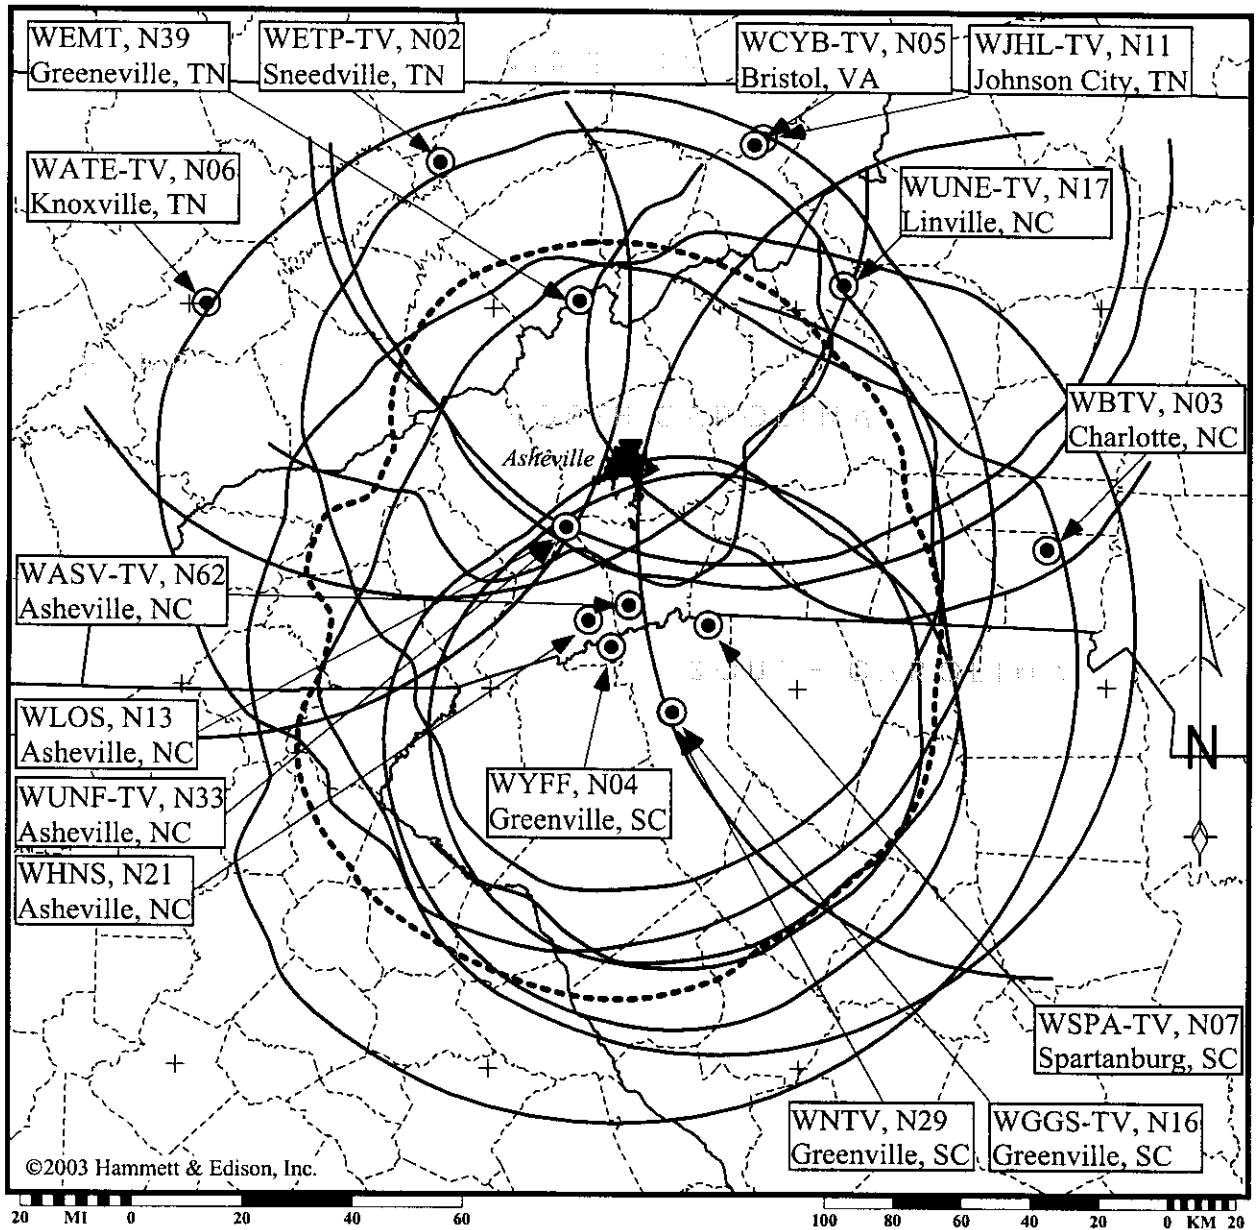 WEMT, N39
Greeneville, TN
WETP-TV, N02
Sneedville, TN
WCYB-TV, N05
Bristol, VA
WJHL-TV, N11
Johnson City, TN
WATE-TV, N06
Knoxville, TN
WUNE-TV, N17
Linville, NC
WBTV, N03
Charlotte, NC
Asheville
WASV-TV, N62
Asheville, NC
WLOS, N13
Asheville, NC
WUNF-TV, N33
Asheville, NC
WHNS, N21
Asheville, NC
WYFF, N04
Greenville, SC
N
WSPA-TV, N07
Spartanburg, SC
WNTV, N29
Greenville, SC
WGGS-TV, N16
Greenville, SC
©2003 Hammett & Edison, Inc.
20 MI 0 20 40 60 100 80 60 40 20 0 KM 20